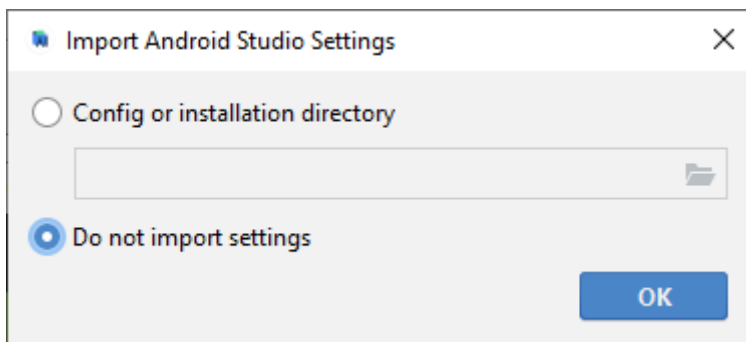 Import Android Studio Settings
Config or installation directory
Do not import settings
OK